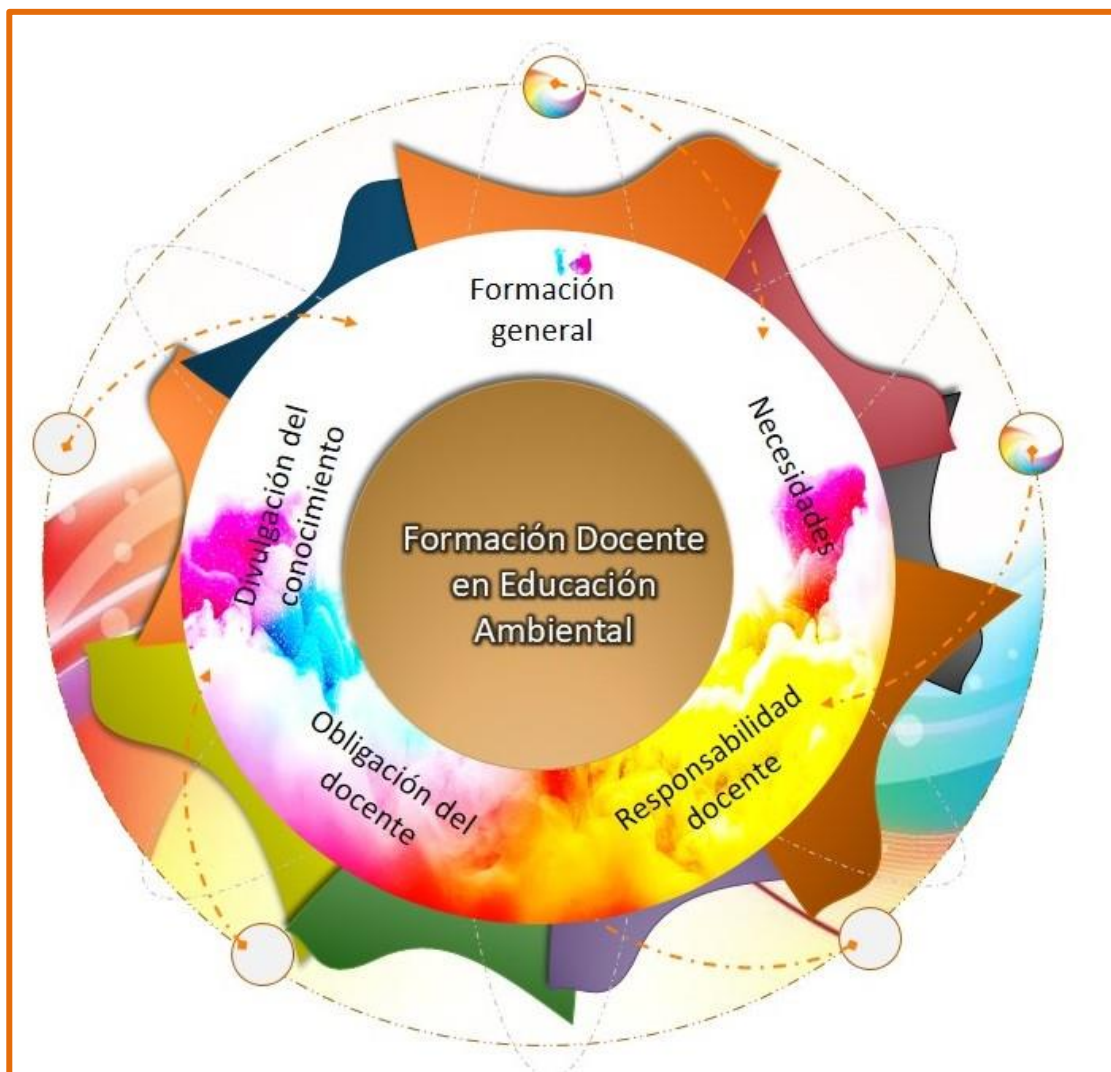 Formación
general
Necesidades
Responsabilidad
docente
Obligación del
docente
Divulgación del
conocimiento
Formación Docente
en Educación
Ambiental